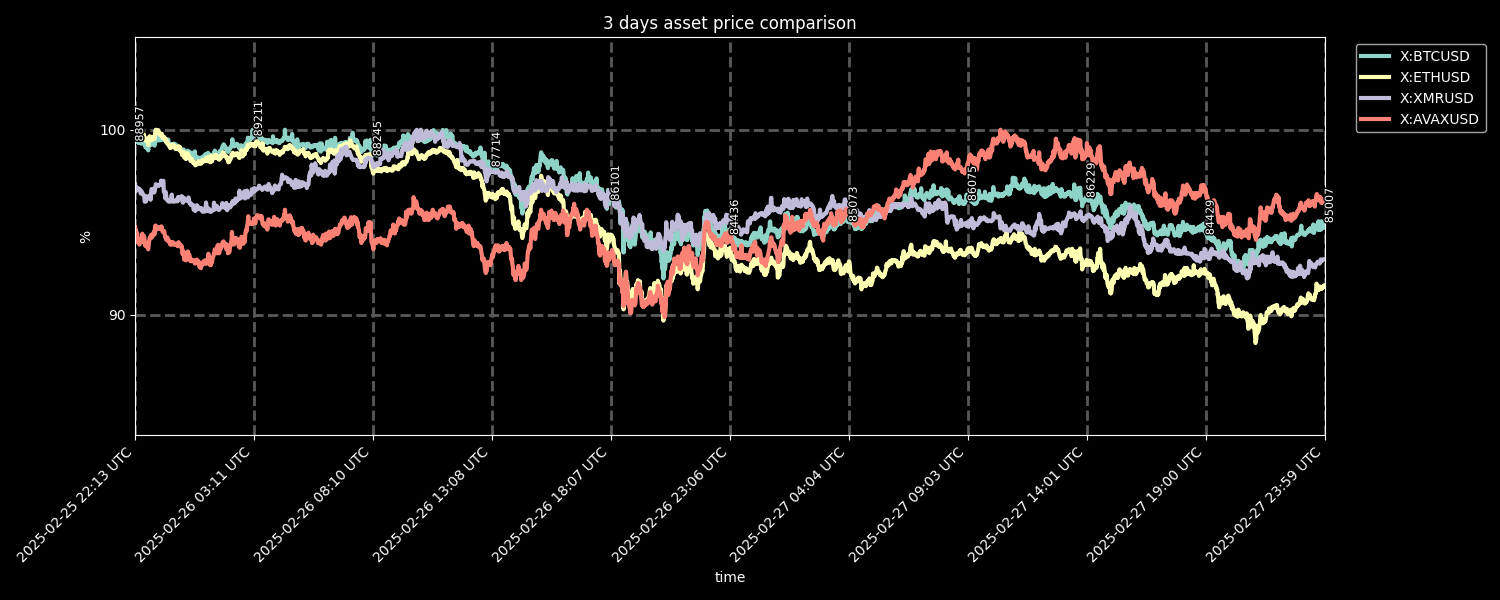 3 days asset price comparison
X:BTCUSD
X:ETHUSD
X:XMRUSD
X:AVAXUSD
100
90
%
88957
89211
88245
87714
86101
84436
85073
86075
86229
84429
85007
2025-02-25 22:13 UTC
2025-02-26 03:11 UTC
2025-02-26 08:10 UTC
2025-02-26 13:08 UTC
2025-02-26 18:07 UTC
2025-02-26 23:06 UTC
2025-02-27 04:04 UTC
2025-02-27 09:03 UTC
2025-02-27 14:01 UTC
2025-02-27 19:00 UTC
2025-02-27 23:59 UTC
time